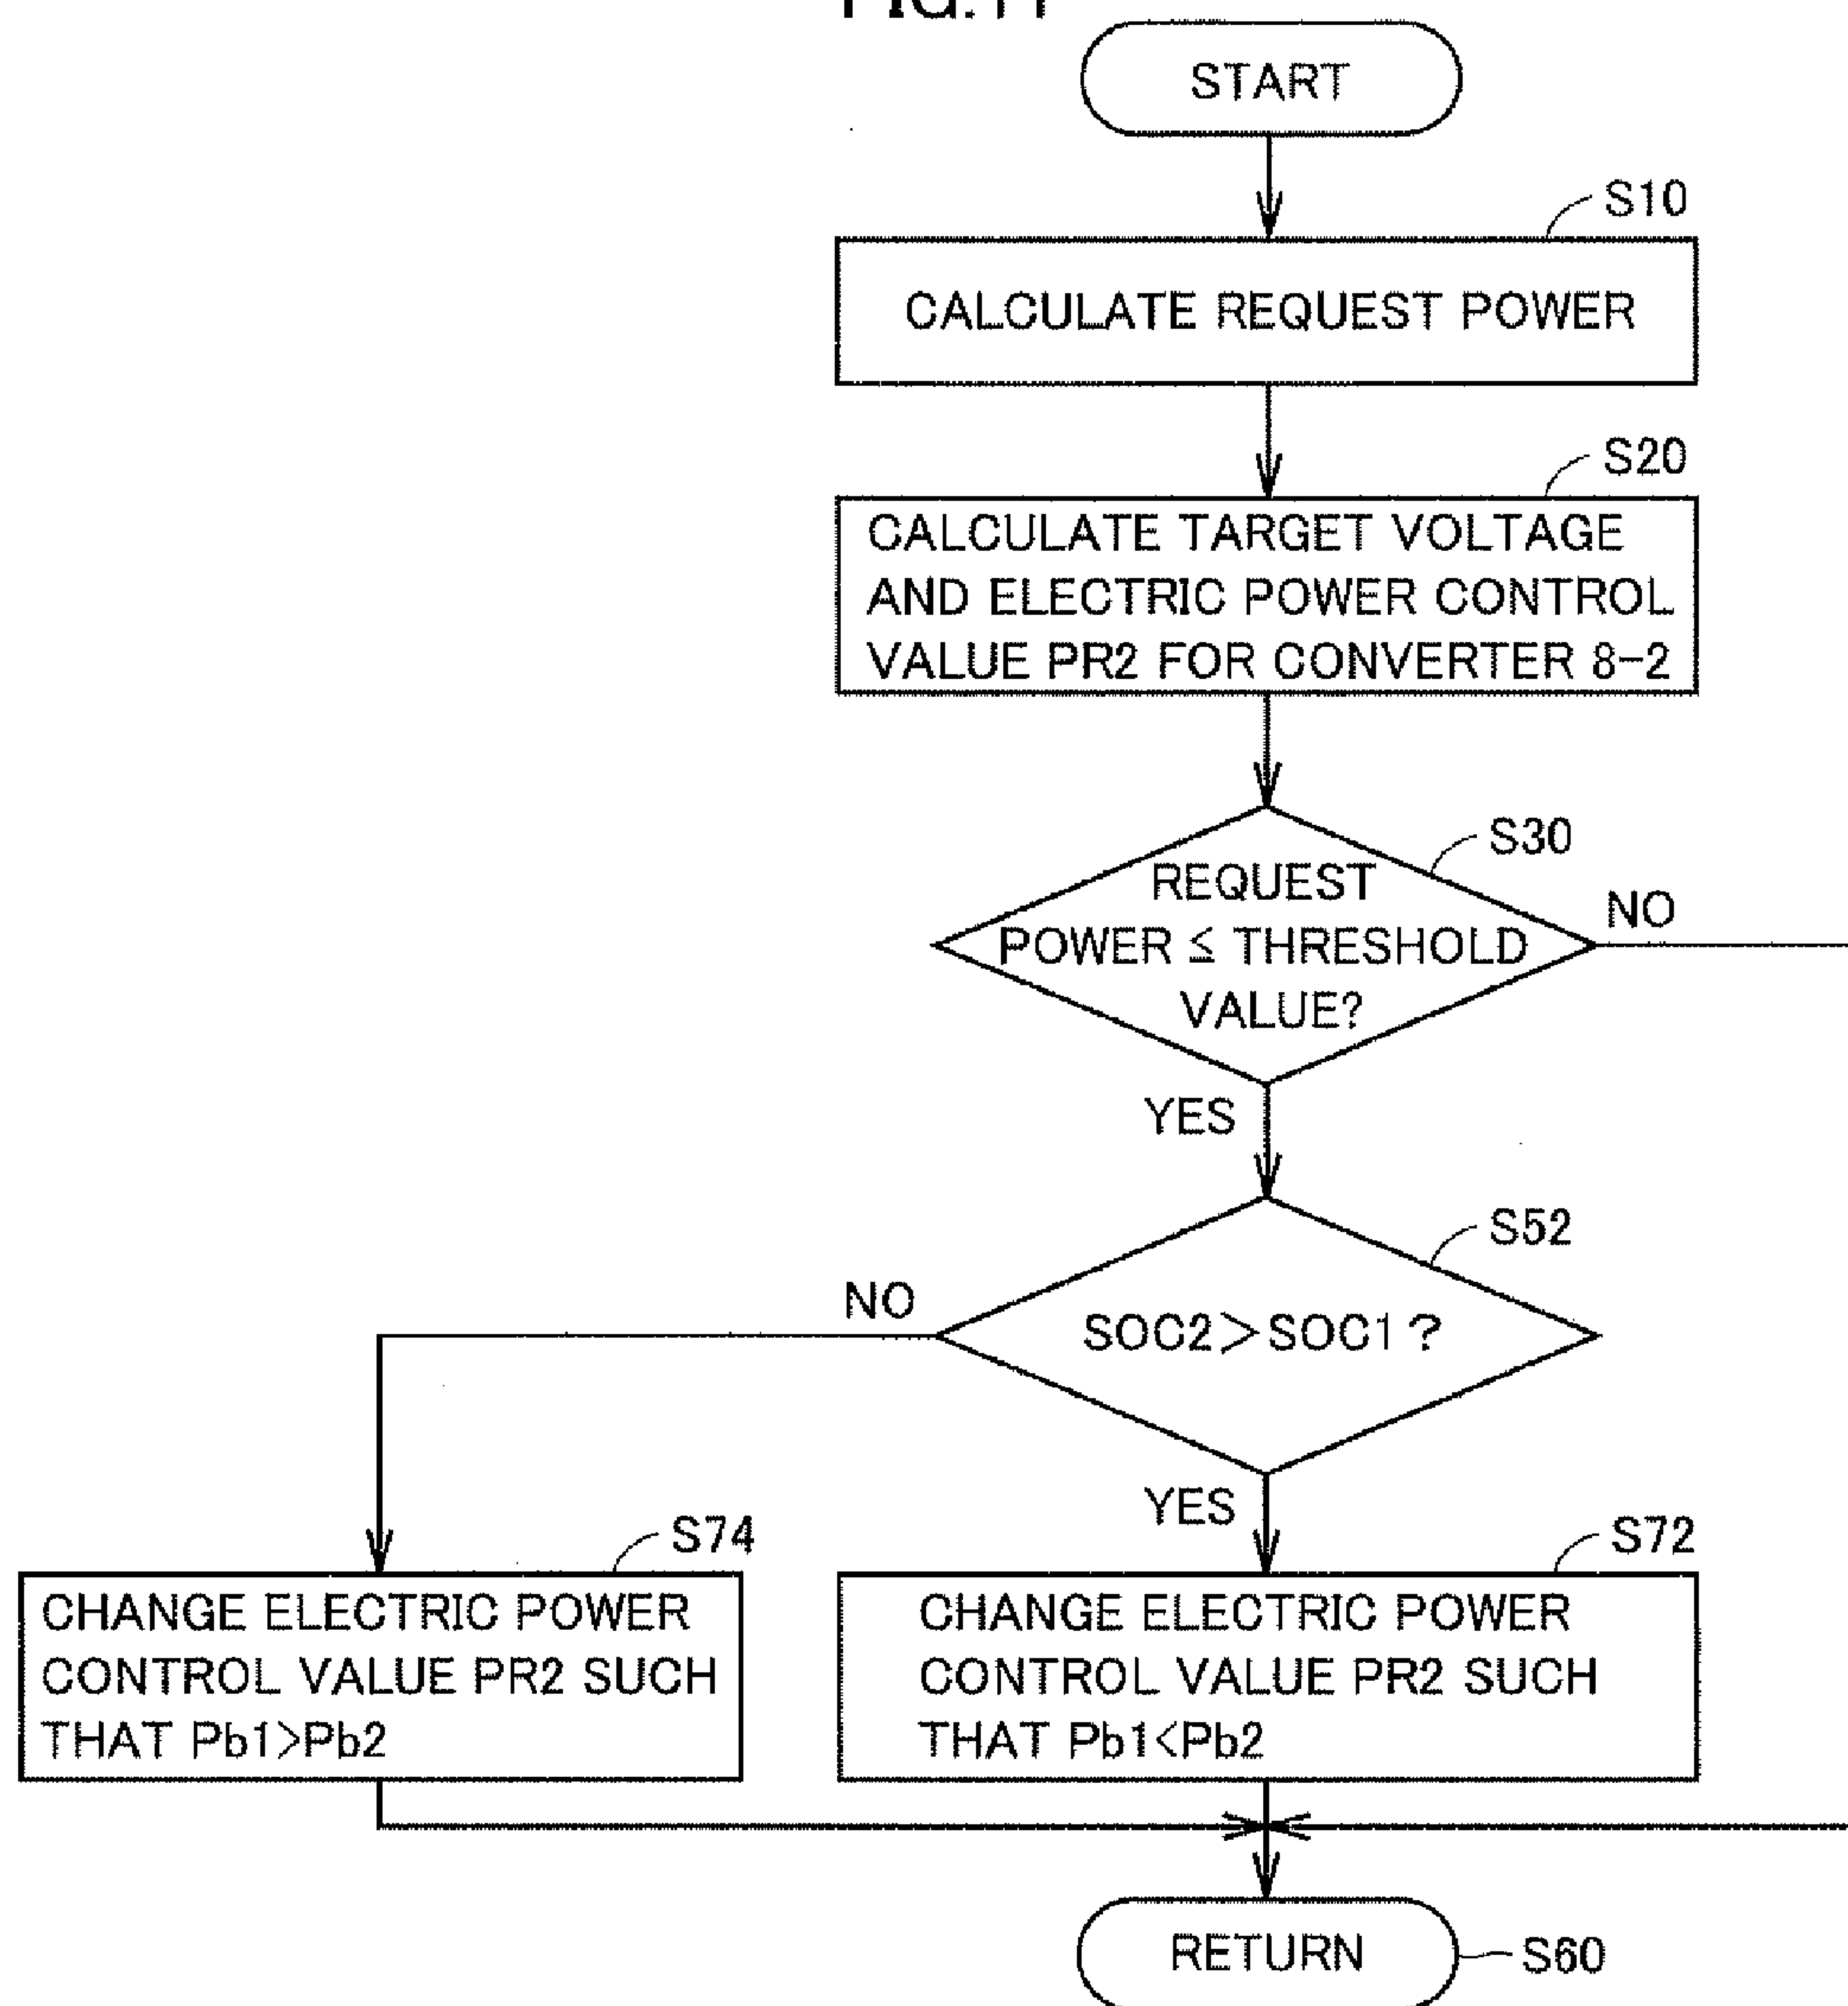 START
S10
CALCULATE REQUEST POWER
S20
CALCULATE TARGET VOLTAGE
AND ELECTRIC POWER CONTROL
VALUE PR2 FOR CONVERTER 8-2
S30
REQUEST
POWER ≦ THRESHOLD
VALUE?
NO
YES
S52
SOC2>SOC1?
NO
YES
S74
CHANGE ELECTRIC POWER
CONTROL VALUE PR2 SUCH
THAT Pb1>Pb2
S72
CHANGE ELECTRIC POWER
CONTROL VALUE PR2 SUCH
THAT Pb1<Pb2
RETURN
S60